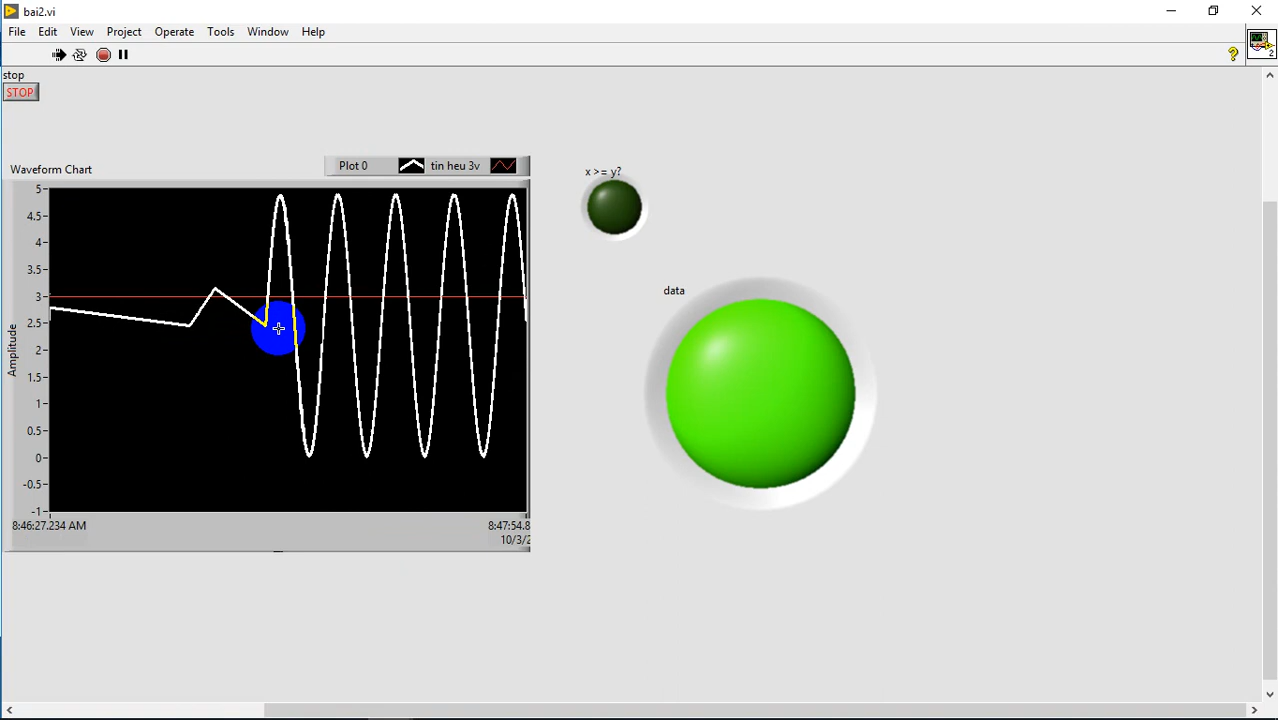 bai2.vi
File Edit View Project Operate Tools Window Help
2
stop
STOP
Waveform Chart
Plot 0 tin heu 3v
x >= y?
data
Amplitude
5
4.5
4
3.5
3
2.5
2
1.5
1
0.5
0
-0.5
-1
8:46:27.234 AM
8:47:54.8
10/3/2